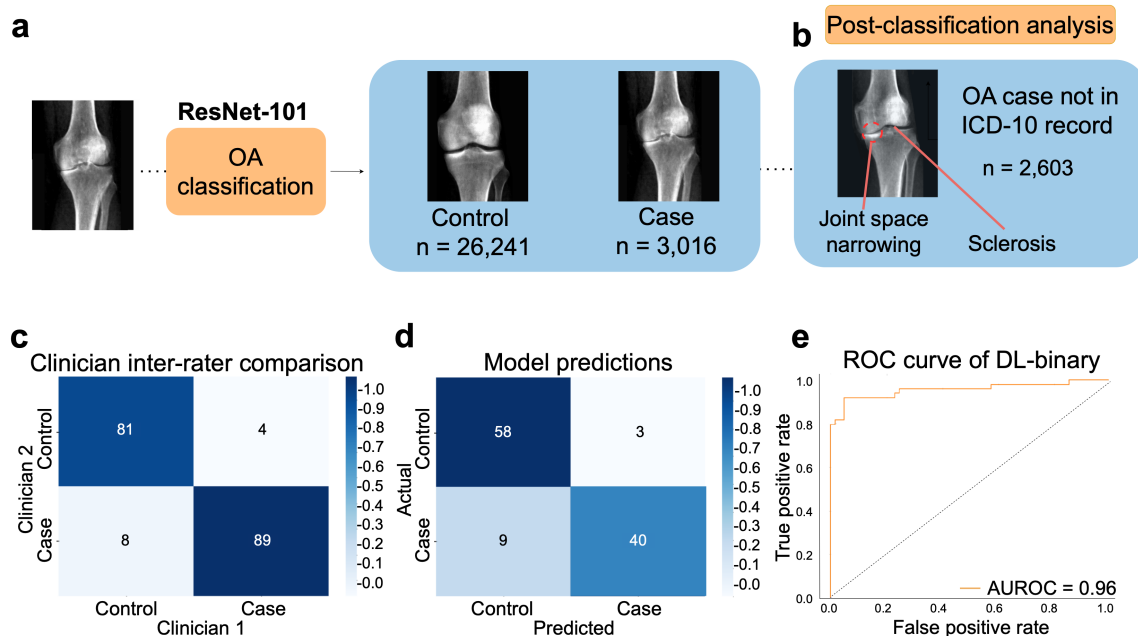 a
ResNet-101
OA
classification
Control
n = 26,241
Case
n = 3,016
b
Post-classification analysis
OA case not in
ICD-10 record
n = 2,603
Joint space
narrowing
Sclerosis
c
Clinician inter-rater comparison
Clinician 2
Control
Case
81
4
8
89
Control
Case
Clinician 1
-1.0
-0.9
-0.8
-0.7
-0.6
-0.5
-0.4
-0.3
-0.2
-0.1
-0.0
d
Model predictions
Actual
Control
Case
58
3
9
40
Control
Case
Predicted
-1.0
-0.9
-0.8
-0.7
-0.6
-0.5
-0.4
-0.3
-0.2
-0.1
-0.0
e
ROC curve of DL-binary
True positive rate
1.0
0.8
0.6
0.4
0.2
0.0
0.0
0.2
0.4
0.6
0.8
1.0
AUROC = 0.96
False positive rate